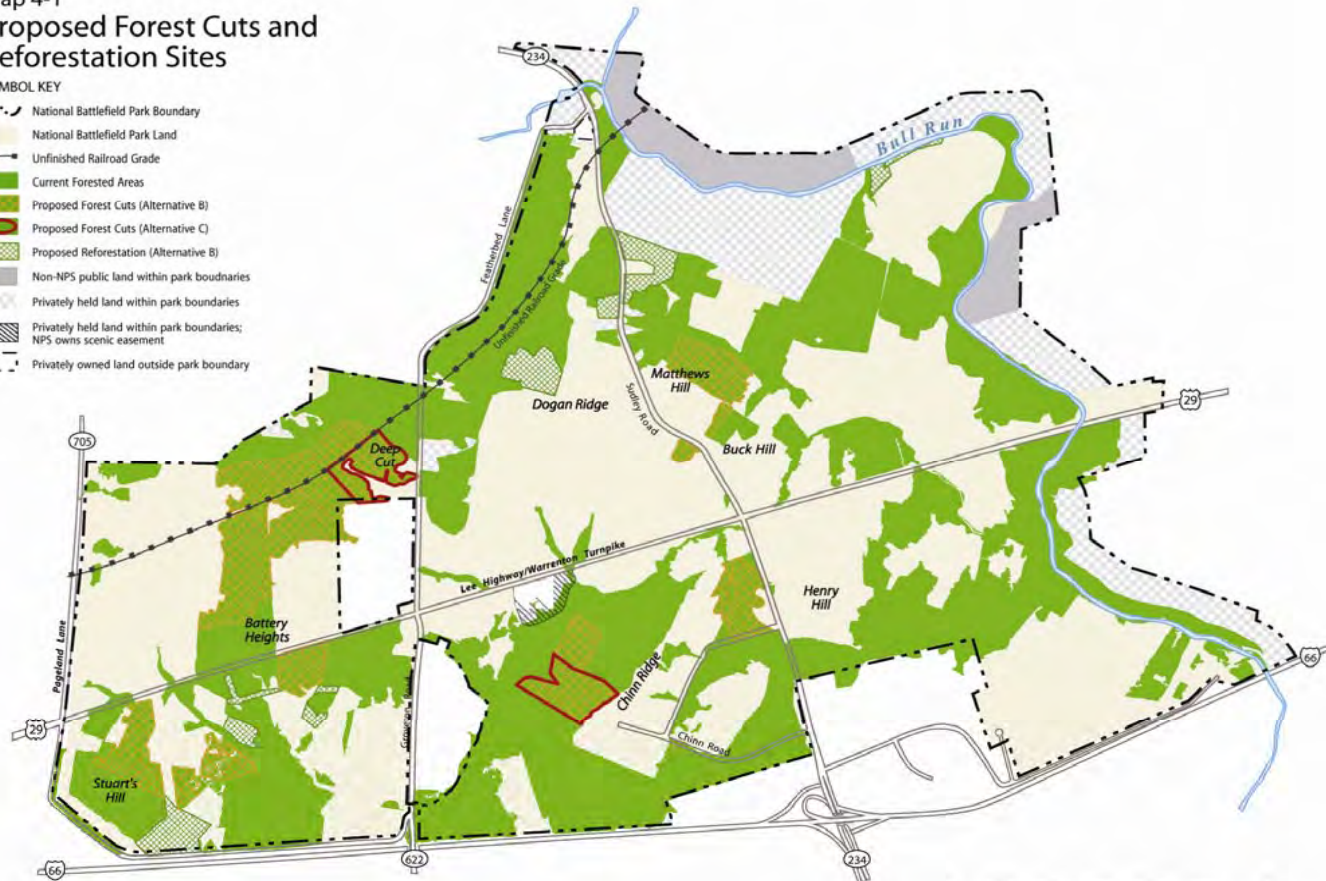 ap 4-1
roposed Forest Cuts and
eforestation Sites
MBOL KEY
National Battlefield Park Boundary
National Battlefield Park Land
Unfinished Railroad Grade
Current Forested Areas
Proposed Forest Cuts (Alternative B)
Proposed Forest Cuts (Alternative C)
Proposed Reforestation (Alternative B)
Non-NPS public land within park boudnaries
Privately held land within park boundaries
Privately held land within park boundaries;
NPS owns scenic easement
Privately owned land outside park boundary
234
Bull Run
Featherbed Lane
Unfinished Railroad Grade
Sudley Road
Matthews
Hill
Dogan Ridge
Buck Hill
29
705
Deep
Cut
Lee Highway/Warrenton Turnpike
Henry
Hill
Battery
Heights
Pageland Lane
Chinn Ridge
Chinn Road
66
29
Stuart's
Hill
66
622
234